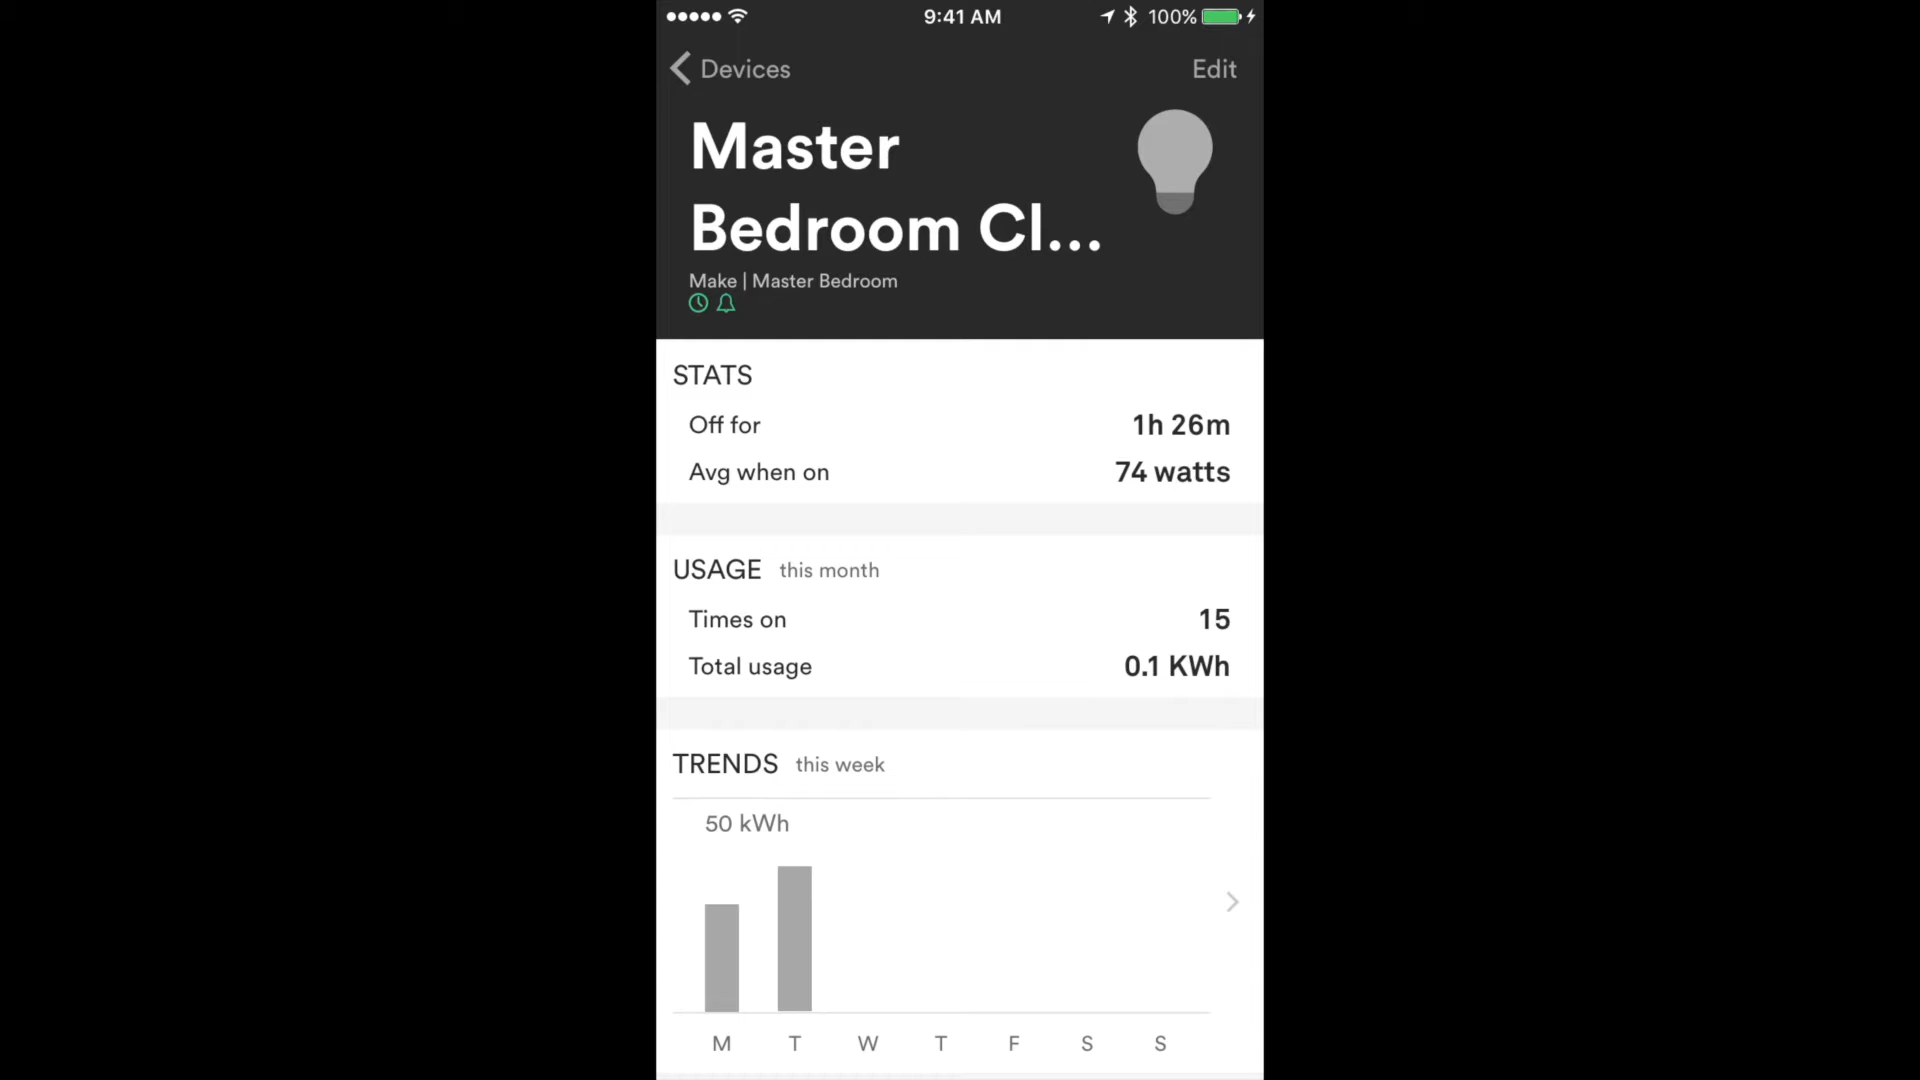 9:41 AM
100%
Devices
Edit
Master
Bedroom Cl...
Make | Master Bedroom
STATS
Off for
1h 26m
Avg when on
74 watts
USAGE this month
Times on
15
Total usage
0.1 KWh
TRENDS this week
50 kWh
M T W T F S S